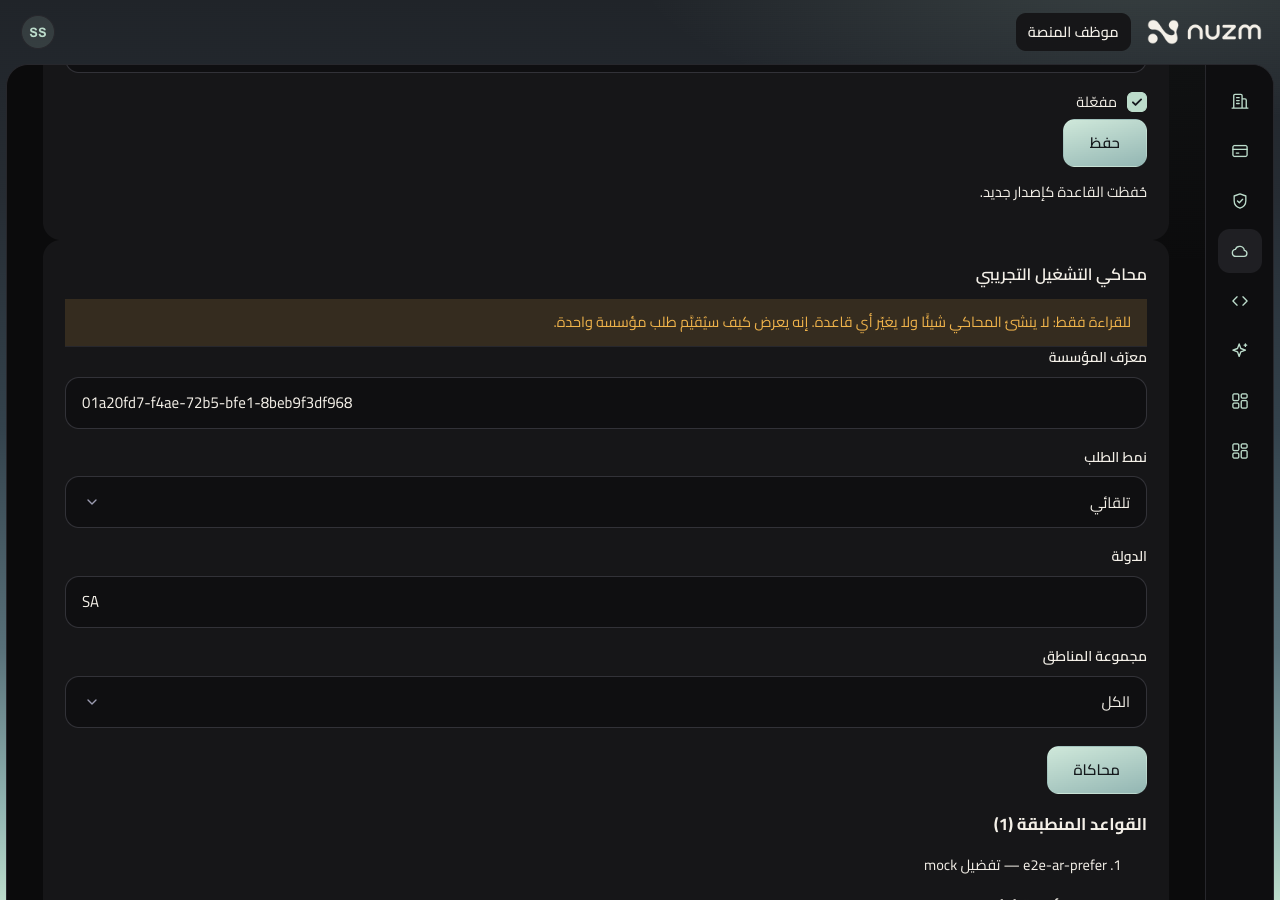 nuzm
موظف المنصة
SS
مفعّلة
حفظ
حُفظت القاعدة كإصدار جديد.
محاكي التشغيل التجريبي
للقراءة فقط: لا ينشئ المحاكي شيئًا ولا يغيّر أي قاعدة. إنه يعرض كيف سيُقيَّم طلب مؤسسة واحدة.
معرّف المؤسسة
01a20fd7-f4ae-72b5-bfe1-8beb9f3df968
نمط الطلب
تلقائي
الدولة
SA
مجموعة المناطق
الكل
محاكاة
القواعد المنطبقة (1)
1. e2e-ar-prefer — تفضيل mock